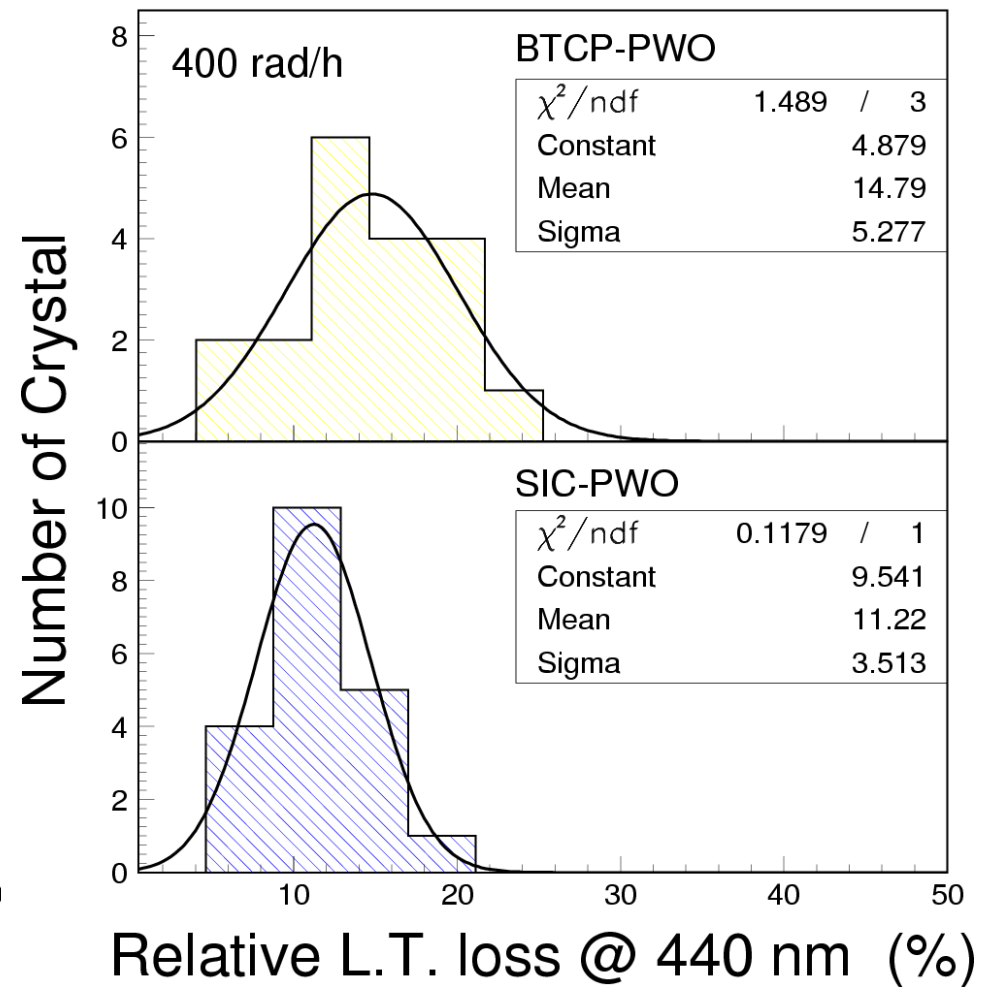 Number of Crystal
8
6
4
2
0
400 rad/h
BTCP-PWO
χ²/ndf 1.489 / 3
Constant 4.879
Mean 14.79
Sigma 5.277
10
8
6
4
2
0
SIC-PWO
χ²/ndf 0.1179 / 1
Constant 9.541
Mean 11.22
Sigma 3.513
10 20 30 40 50
Relative L.T. loss @ 440 nm (%)